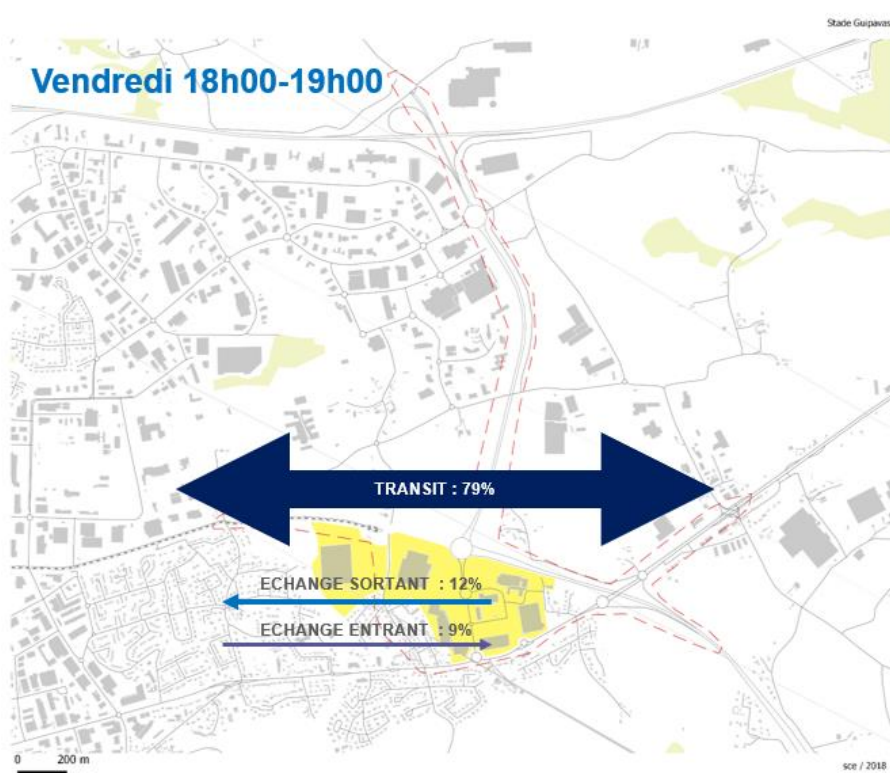 Stade Guipavas
Vendredi 18h00-19h00
TRANSIT : 79%
ECHANGE SORTANT : 12%
ECHANGE ENTRANT : 9%
0 200 m
sce / 2018